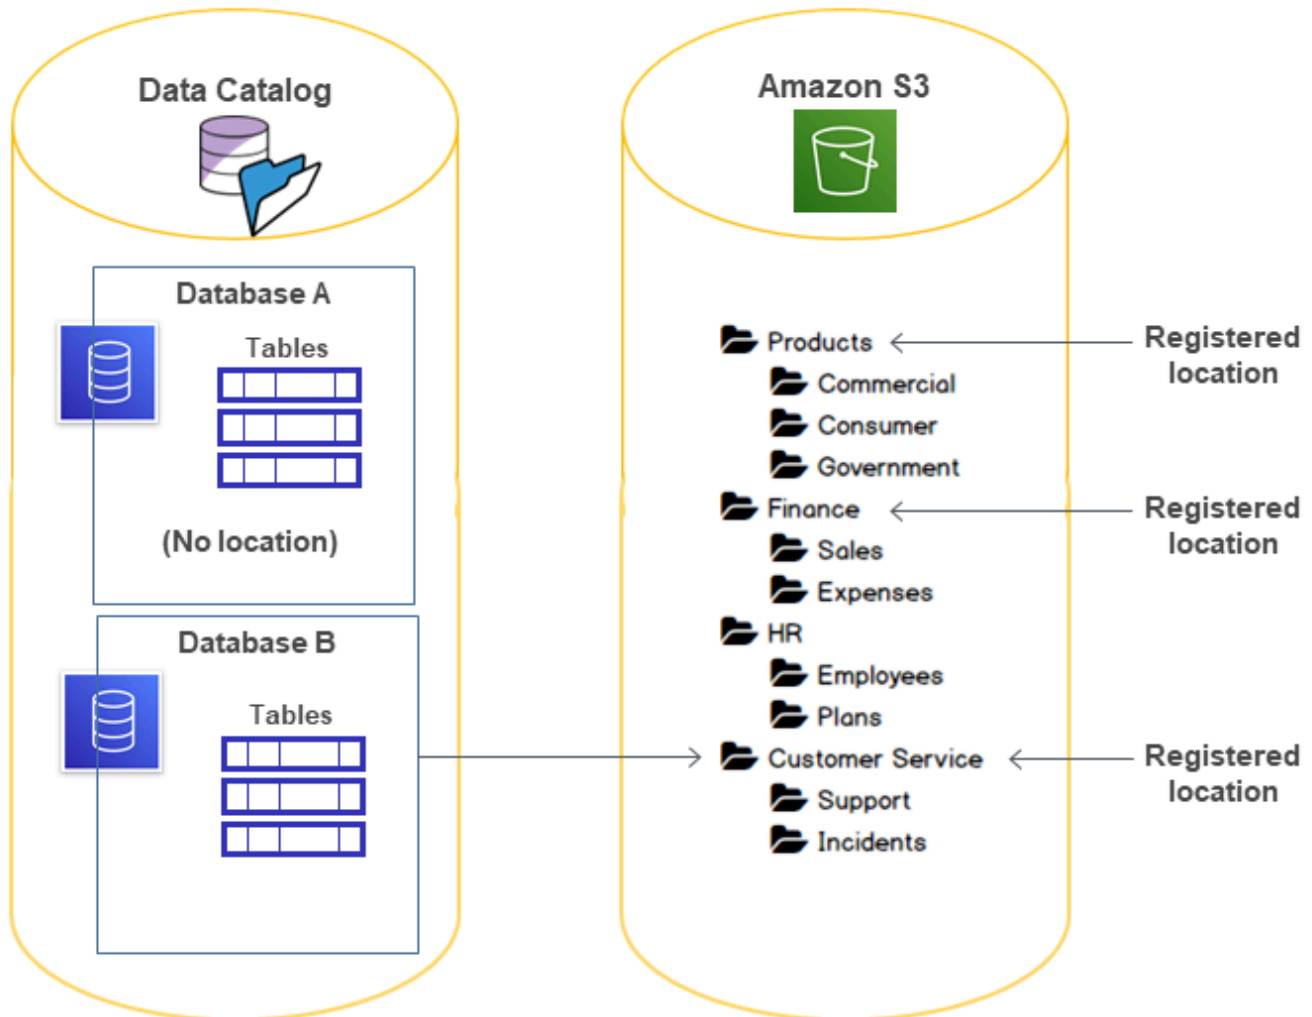 Data Catalog
Database A
Tables
(No location)
Database B
Tables
Amazon S3
Products
Commercial
Consumer
Government
Finance
Sales
Expenses
HR
Employees
Plans
Customer Service
Support
Incidents
Registered
location
Registered
location
Registered
location